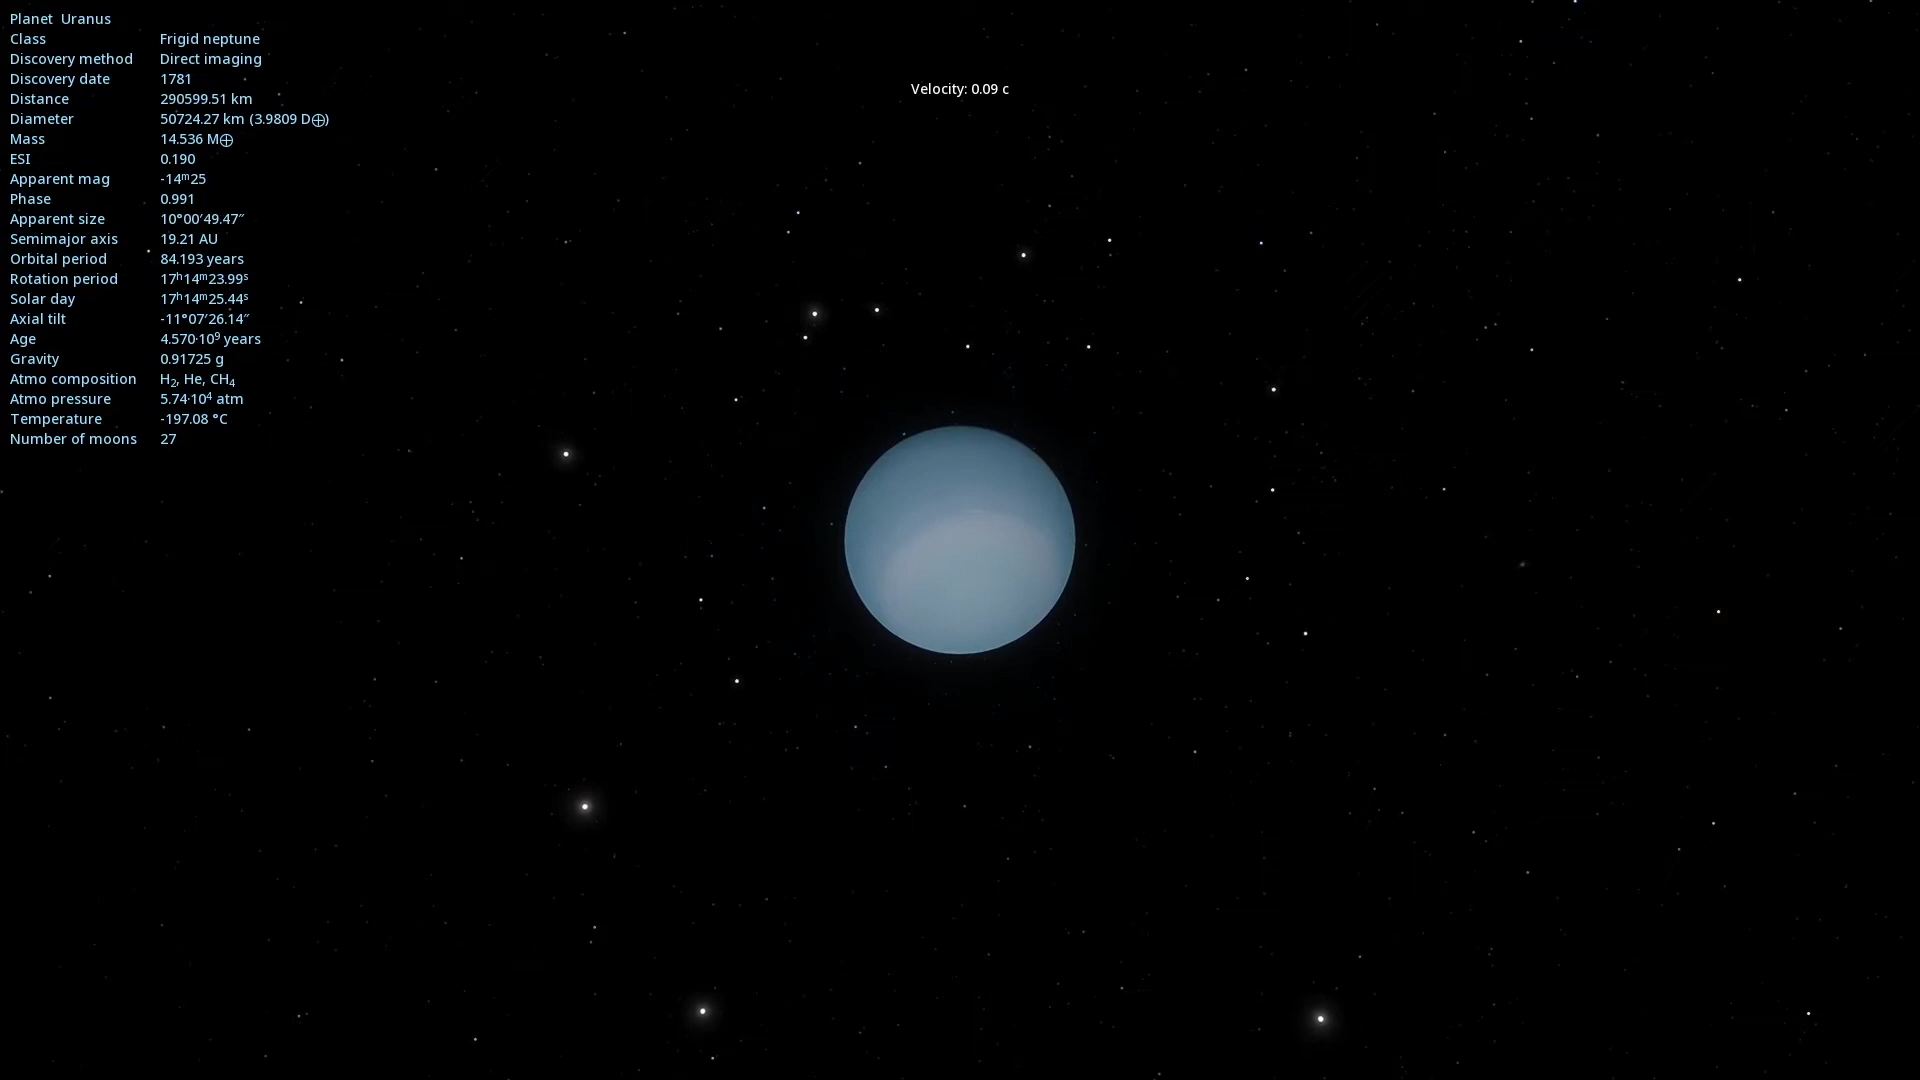 Planet Uranus
Class Frigid neptune
Discovery method Direct imaging
Discovery date 1781
Distance 290599.51 km
Diameter 50724.27 km (3.9809 D⊕)
Mass 14.536 M⊕
ESI 0.190
Apparent mag -14ᵐ25
Phase 0.991
Apparent size 10°00′49.47″
Semimajor axis 19.21 AU
Orbital period 84.193 years
Rotation period 17ʰ14ᵐ23.99ˢ
Solar day 17ʰ14ᵐ25.44ˢ
Axial tilt -11°07′26.14″
Age 4.570·10⁹ years
Gravity 0.91725 g
Atmo composition H₂, He, CH₄
Atmo pressure 5.74·10⁴ atm
Temperature -197.08 °C
Number of moons 27
Velocity: 0.09 c